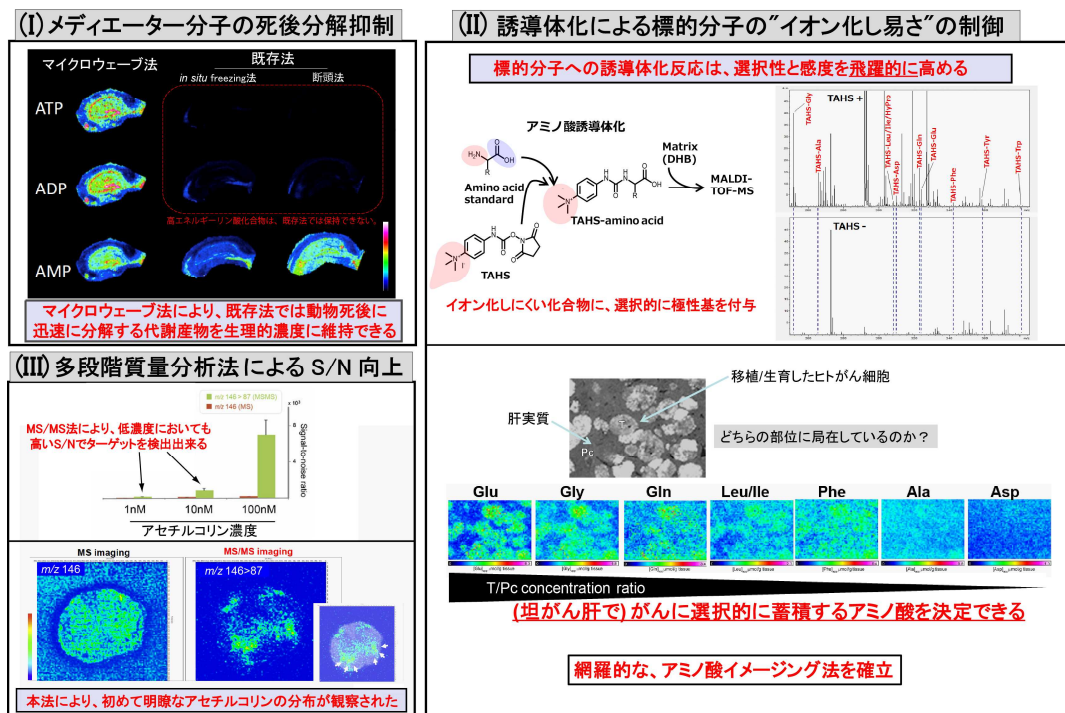 (Ⅰ)メディエーター分子の死後分解抑制
マイクロウェーブ法
既存法
in situ freezing法
断頭法
ATP
ADP
高エネルギーリン酸化合物は、既存法では保持できない。
AMP
マイクロウェーブ法により、既存法では動物死後に
迅速に分解する代謝産物を生理的濃度に維持できる
(Ⅱ) 誘導体化による標的分子の"イオン化し易さ"の制御
標的分子への誘導体化反応は、選択性と感度を飛躍的に高める
アミノ酸誘導体化
H₂N
O
OH
R
Amino acid
standard
TAHS-amino acid
Matrix
(DHB)
MALDI-
TOF-MS
TAHS
イオン化しにくい化合物に、選択的に極性基を付与
TAHS +
TAHS-Gly
TAHS-Ala
TAHS-Leu/Ile/HyPro
TAHS-Asp
TAHS-Gln
TAHS-Glu
TAHS-Phe
TAHS-Tyr
TAHS-Trp
TAHS -
(Ⅲ) 多段階質量分析法による S/N 向上
m/z 146 > 87 (MSMS)
m/z 146 (MS)
MS/MS法により、低濃度においても
高いS/Nでターゲットを検出出来る
Signal-to-noise ratio
1nM
10nM
100nM
アセチルコリン濃度
MS imaging
MS/MS imaging
m/z 146
m/z 146>87
本法により、初めて明瞭なアセチルコリンの分布が観察された
移植/生育したヒトがん細胞
肝実質
T
Pc
どちらの部位に局在しているのか？
Glu
Gly
Gln
Leu/Ile
Phe
Ala
Asp
T/Pc concentration ratio
(坦がん肝で) がんに選択的に蓄積するアミノ酸を決定できる
網羅的な、アミノ酸イメージング法を確立